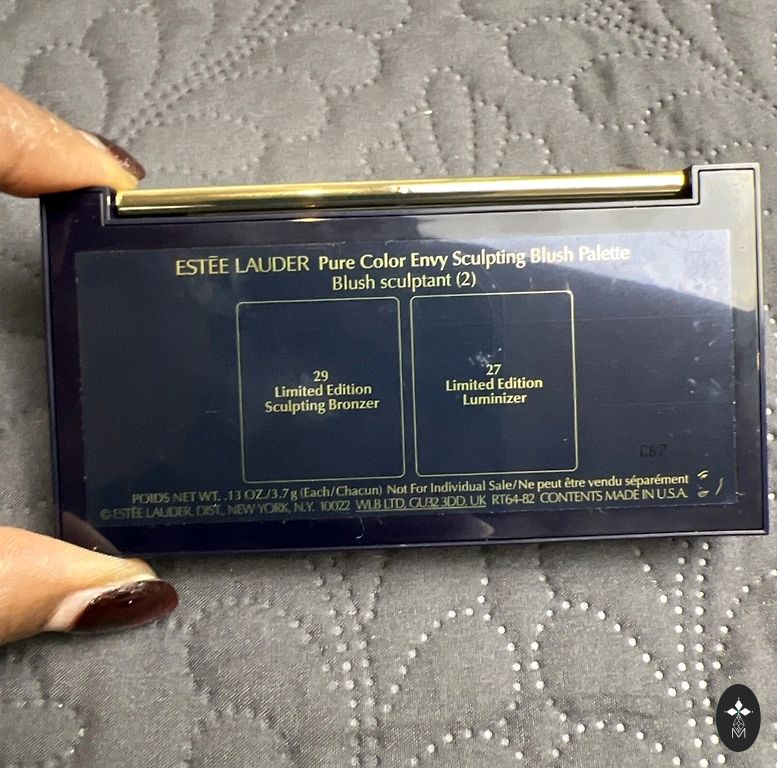 ESTĒE LAUDER Pure Color Envy Sculpting Blush Palette
Blush sculptant (2)
29
Limited Edition
Sculpting Bronzer
27
Limited Edition
Luminizer
C67
POIDS NET WT. .13 OZ./3.7g (Each/Chacun) Not For Individual Sale/Ne peut être vendu séparément
© ESTĒE LAUDER, DIST., NEW YORK, N.Y. 10022 WLB LTD. GU32 3DD, UK RT64-82 CONTENTS MADE IN U.S.A.
M